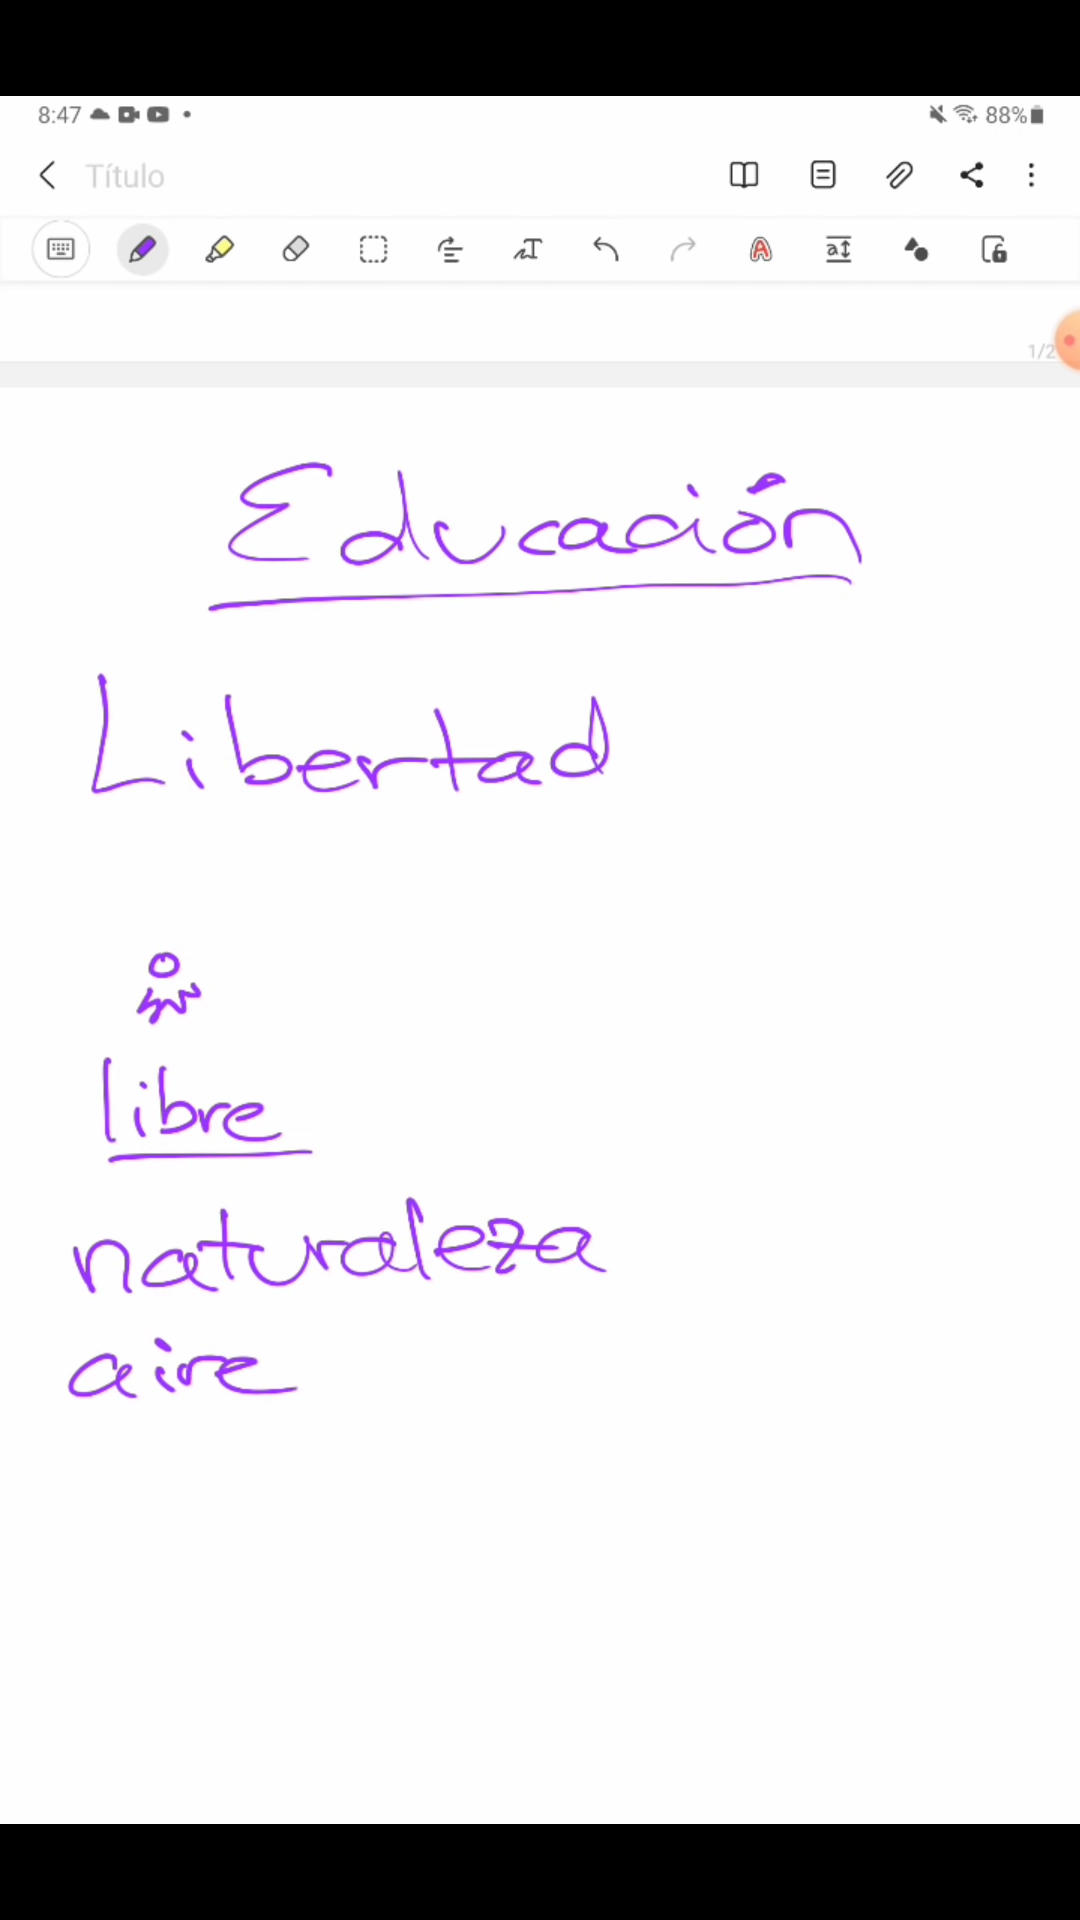 8:47 88%
Título
1/2
Educación
Libertad
libre
naturaleza
aire